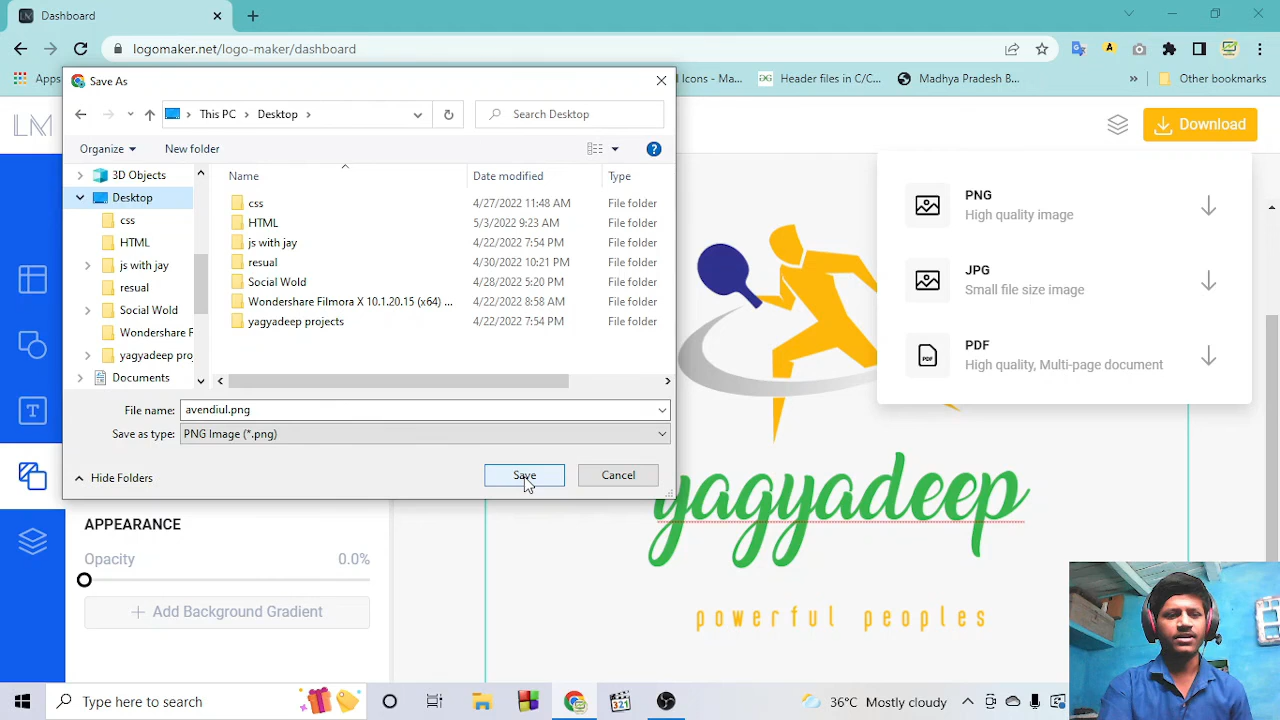 Dashboard
logomaker.net/logo-maker/dashboard
Apps
l Icons - Ma...
Header files in C/C...
Madhya Pradesh B...
Other bookmarks
Save As
This PC
Desktop
Search Desktop
Organize
New folder
LM
Download
3D Objects
Desktop
css
HTML
js with jay
resual
Social Wold
Wondershare F
yagyadeep proj
Documents
Name Date modified Type
css 4/27/2022 11:48 AM File folder
HTML 5/3/2022 9:23 AM File folder
js with jay 4/22/2022 7:54 PM File folder
resual 4/30/2022 10:21 PM File folder
Social Wold 4/28/2022 5:20 PM File folder
Wondershare Filmora X 10.1.20.15 (x64) ... 4/22/2022 8:58 AM File folder
yagyadeep projects 4/22/2022 7:54 PM File folder
PNG
High quality image
JPG
Small file size image
PDF
High quality, Multi-page document
File name: avendiul.png
Save as type: PNG Image (*.png)
Hide Folders
Save
Cancel
APPEARANCE
Opacity 0.0%
Add Background Gradient
yagyadeep
powerful peoples
Type here to search
321
36°C Mostly cloudy